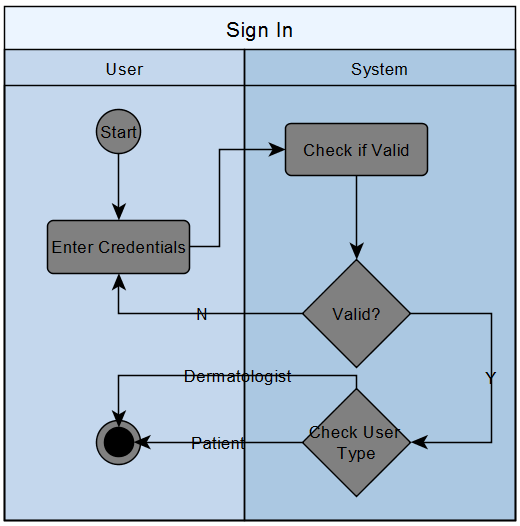 Sign In
User
System
Start
Check if Valid
Enter Credentials
Valid?
N
Y
Dermatologist
Check User
Type
Patient